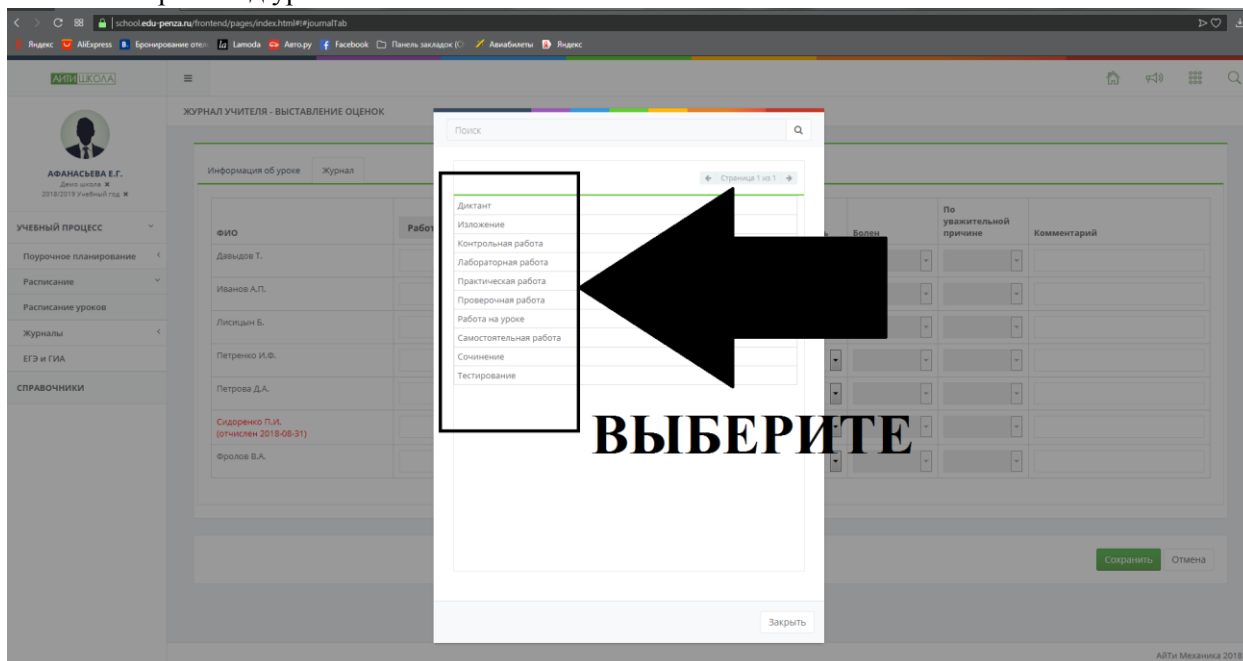 school.edu-penza.ru/frontend/pages/index.html#!#journalTab
Яндекс AliExpress B. Бронирование отел la Lamoda Авто.ру Facebook Панель закладок (С Авиабилеты Яндекс
АЙТИ ШКОЛА
ЖУРНАЛ УЧИТЕЛЯ - ВЫСТАВЛЕНИЕ ОЦЕНОК
АФАНАСЬЕВА Е.Г.
Демо школа ✖
2018/2019 Учебный год ✖
УЧЕБНЫЙ ПРОЦЕСС
Поурочное планирование
Расписание
Расписание уроков
Журналы
ЕГЭ и ГИА
СПРАВОЧНИКИ
Информация об уроке Журнал
ФИО Работ Болен По уважительной причине Комментарий
Давыдов Т.
Иванов А.П.
Лисицын Б.
Петренко И.Ф.
Петрова Д.А.
Сидоренко П.И.
(отчислен 2018-08-31)
Фролов В.А.
Поиск
Страница 1 из 1
Диктант
Изложение
Контрольная работа
Лабораторная работа
Практическая работа
Проверочная работа
Работа на уроке
Самостоятельная работа
Сочинение
Тестирование
ВЫБЕРИТЕ
Закрыть
Сохранить Отмена
АйТи Механика 2018